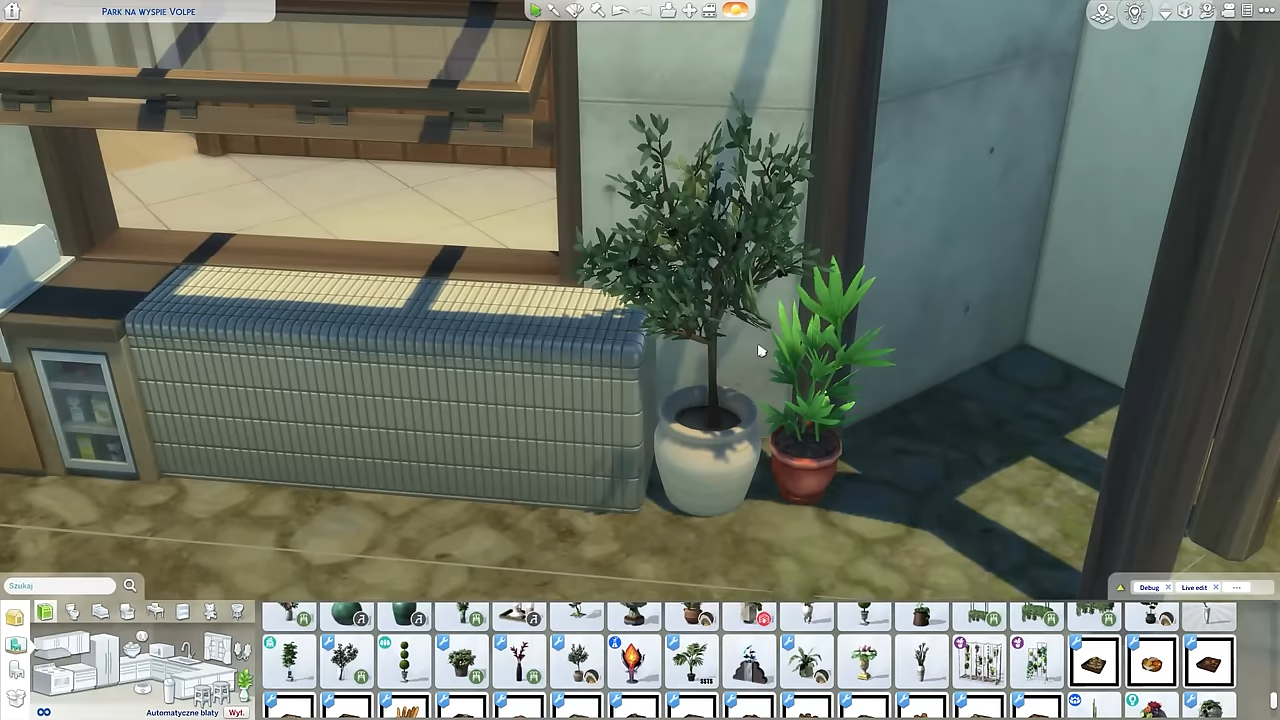 PARK NA WYSPIE VOLPE
Szukaj
Debug
Live edit
Automatyczne blaty
Wył.